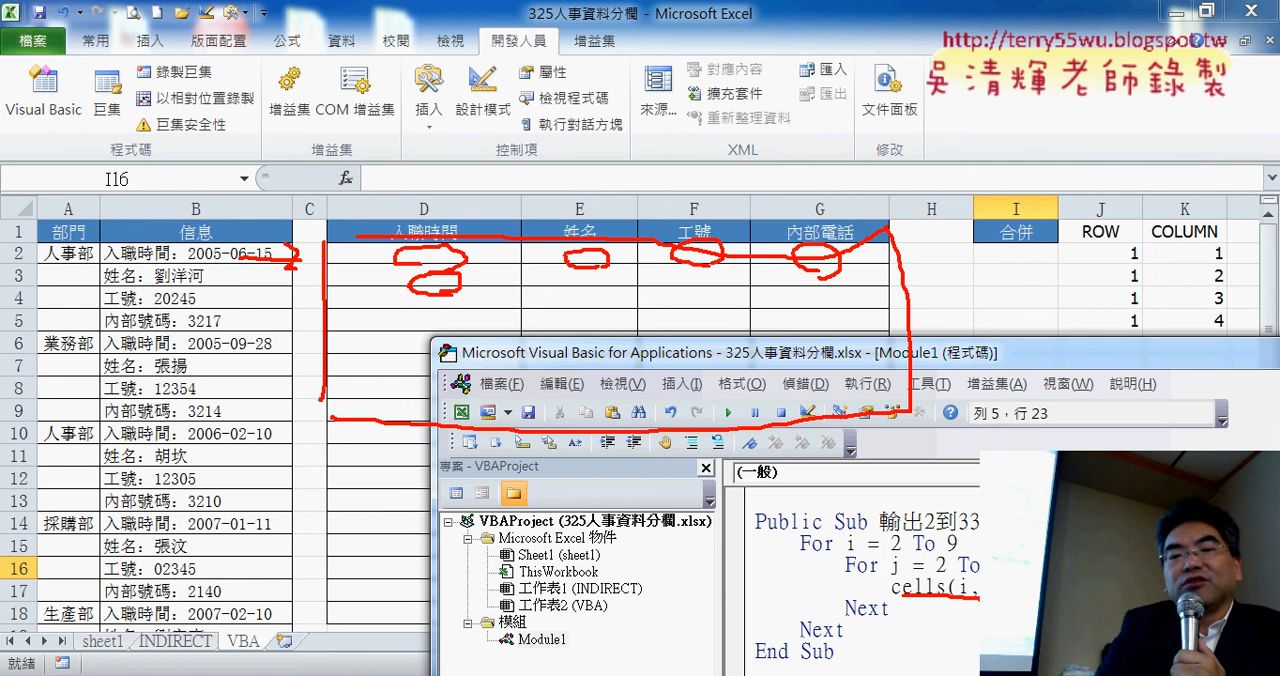 325人事資料分欄 - Microsoft Excel
檔案 常用 插入 版面配置 公式 資料 校閱 檢視 開發人員 增益集
http://terry55wu.blogspot.tw
吳清輝老師錄製
Visual Basic 巨集 錄製巨集 以相對位置錄製 巨集安全性
增益集 COM 增益集
插入 設計模式 屬性 檢視程式碼 執行對話方塊
來源... 對應內容 擴充套件 重新整理資料 匯入 匯出
文件面板
程式碼 增益集 控制項 XML 修改
I16 fx
A B C D E F G H I J K
1 部門 信息 入職時間 姓名 工號 內部電話 合併 ROW COLUMN
2 人事部 入職時間：2005-06-15 1 1
3 姓名：劉洋河 1 2
4 工號：20245 1 3
5 內部號碼：3217 1 4
6 業務部 入職時間：2005-09-28
7 姓名：張揚
8 工號：12354
9 內部號碼：3214
10 人事部 入職時間：2006-02-10
11 姓名：胡坎
12 工號：12305
13 內部號碼：3210
14 採購部 入職時間：2007-01-11
15 姓名：張汶
16 工號：02345
17 內部號碼：2140
18 生產部 入職時間：2007-02-10
sheet1 INDIRECT VBA
就緒
Microsoft Visual Basic for Applications - 325人事資料分欄.xlsx - [Module1 (程式碼)]
檔案(F) 編輯(E) 檢視(V) 插入(I) 格式(O) 偵錯(D) 執行(R) 工具(T) 增益集(A) 視窗(W) 說明(H)
列 5，行 23
專案 - VBAProject
VBAProject (325人事資料分欄.xlsx)
Microsoft Excel 物件
Sheet1 (sheet1)
ThisWorkbook
工作表1 (INDIRECT)
工作表2 (VBA)
模組
Module1
(一般)
Public Sub 輸出2到33
For i = 2 To 9
For j = 2 To
cells(i,
Next
Next
End Sub